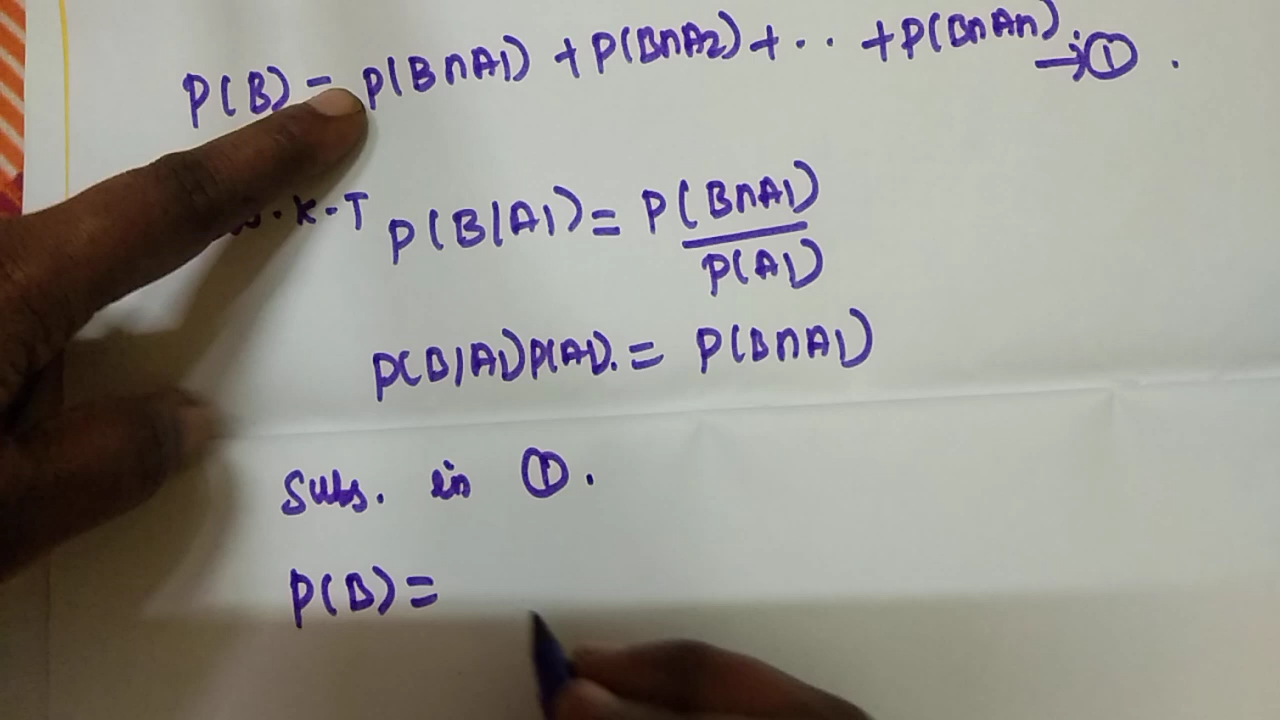 P(B) = P(B∩A1) + P(B∩A2) + .. + P(B∩An). → ①.
W.K.T P(B/A1) = P(B∩A1) / P(A1)
P(B/A1)P(A1). = P(B∩A1)
Subs. in ①.
P(B) =